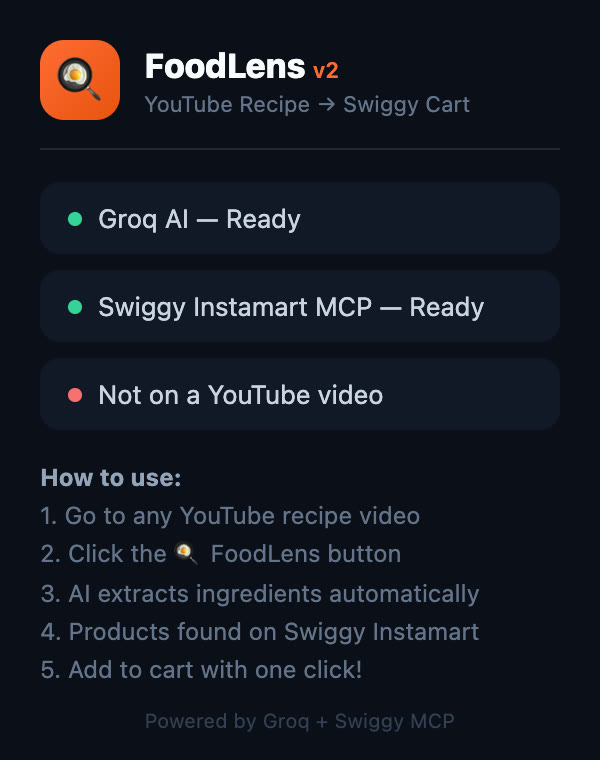 FoodLens v2
YouTube Recipe → Swiggy Cart
Groq AI — Ready
Swiggy Instamart MCP — Ready
Not on a YouTube video
How to use:
1. Go to any YouTube recipe video
2. Click the 🍳 FoodLens button
3. AI extracts ingredients automatically
4. Products found on Swiggy Instamart
5. Add to cart with one click!
Powered by Groq + Swiggy MCP